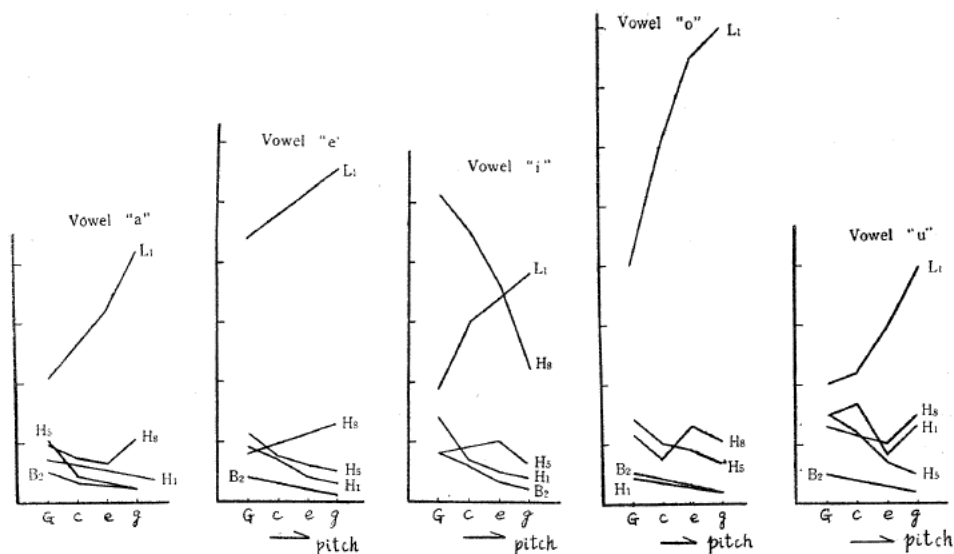 Vowel "a"
L1
H5
H8
B2
H1
G c e g
Vowel "e"
L1
H8
H5
B2
H1
G c e g
pitch
Vowel "i"
L1
H8
H5
H1
B2
G c e g
Vowel "o"
L1
H8
B2
H5
H1
G c e g
pitch
Vowel "u"
L1
H8
H1
B2
H5
G c e g
pitch